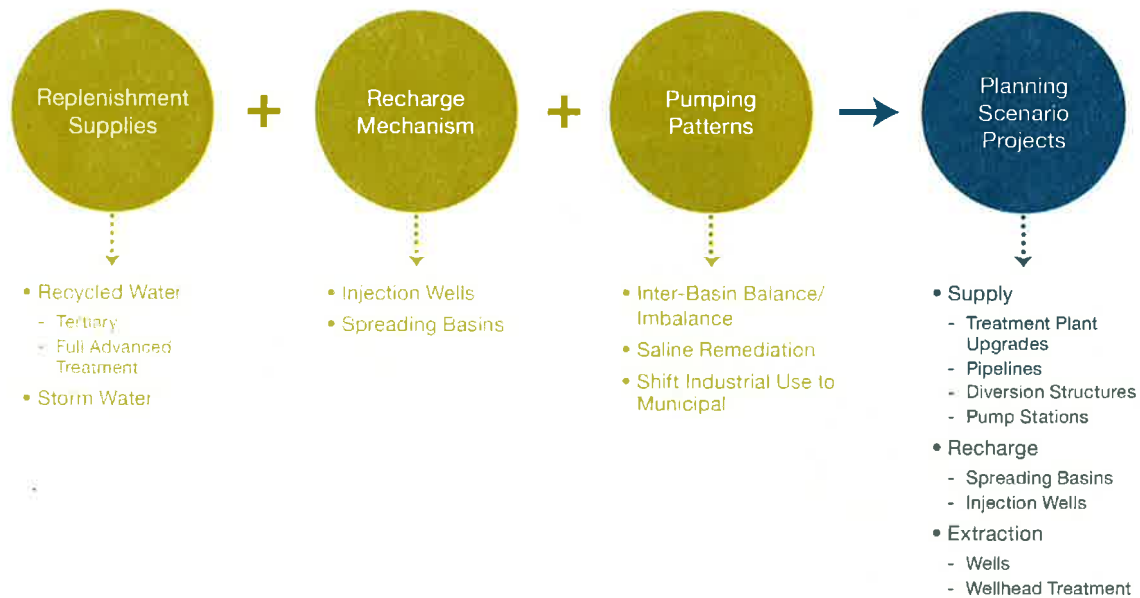 Replenishment
Supplies
+
Recharge
Mechanism
+
Pumping
Patterns
Planning
Scenario
Projects
• Recycled Water
- Tertiary
- Full Advanced
Treatment
• Storm Water
• Injection Wells
• Spreading Basins
• Inter-Basin Balance/
Imbalance
• Saline Remediation
• Shift Industrial Use to
Municipal
• Supply
- Treatment Plant
Upgrades
- Pipelines
- Diversion Structures
- Pump Stations
• Recharge
- Spreading Basins
- Injection Wells
• Extraction
- Wells
- Wellhead Treatment